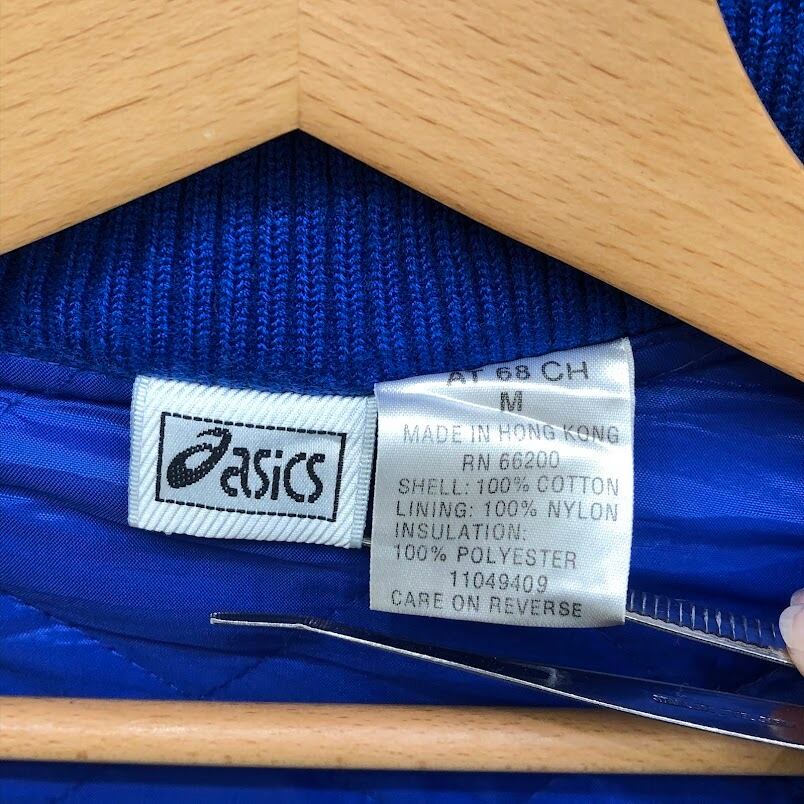 asics
AT 68 CH
M
MADE IN HONG KONG
RN 66200
SHELL: 100% COTTON
LINING: 100% NYLON
INSULATION:
100% POLYESTER
11049409
CARE ON REVERSE